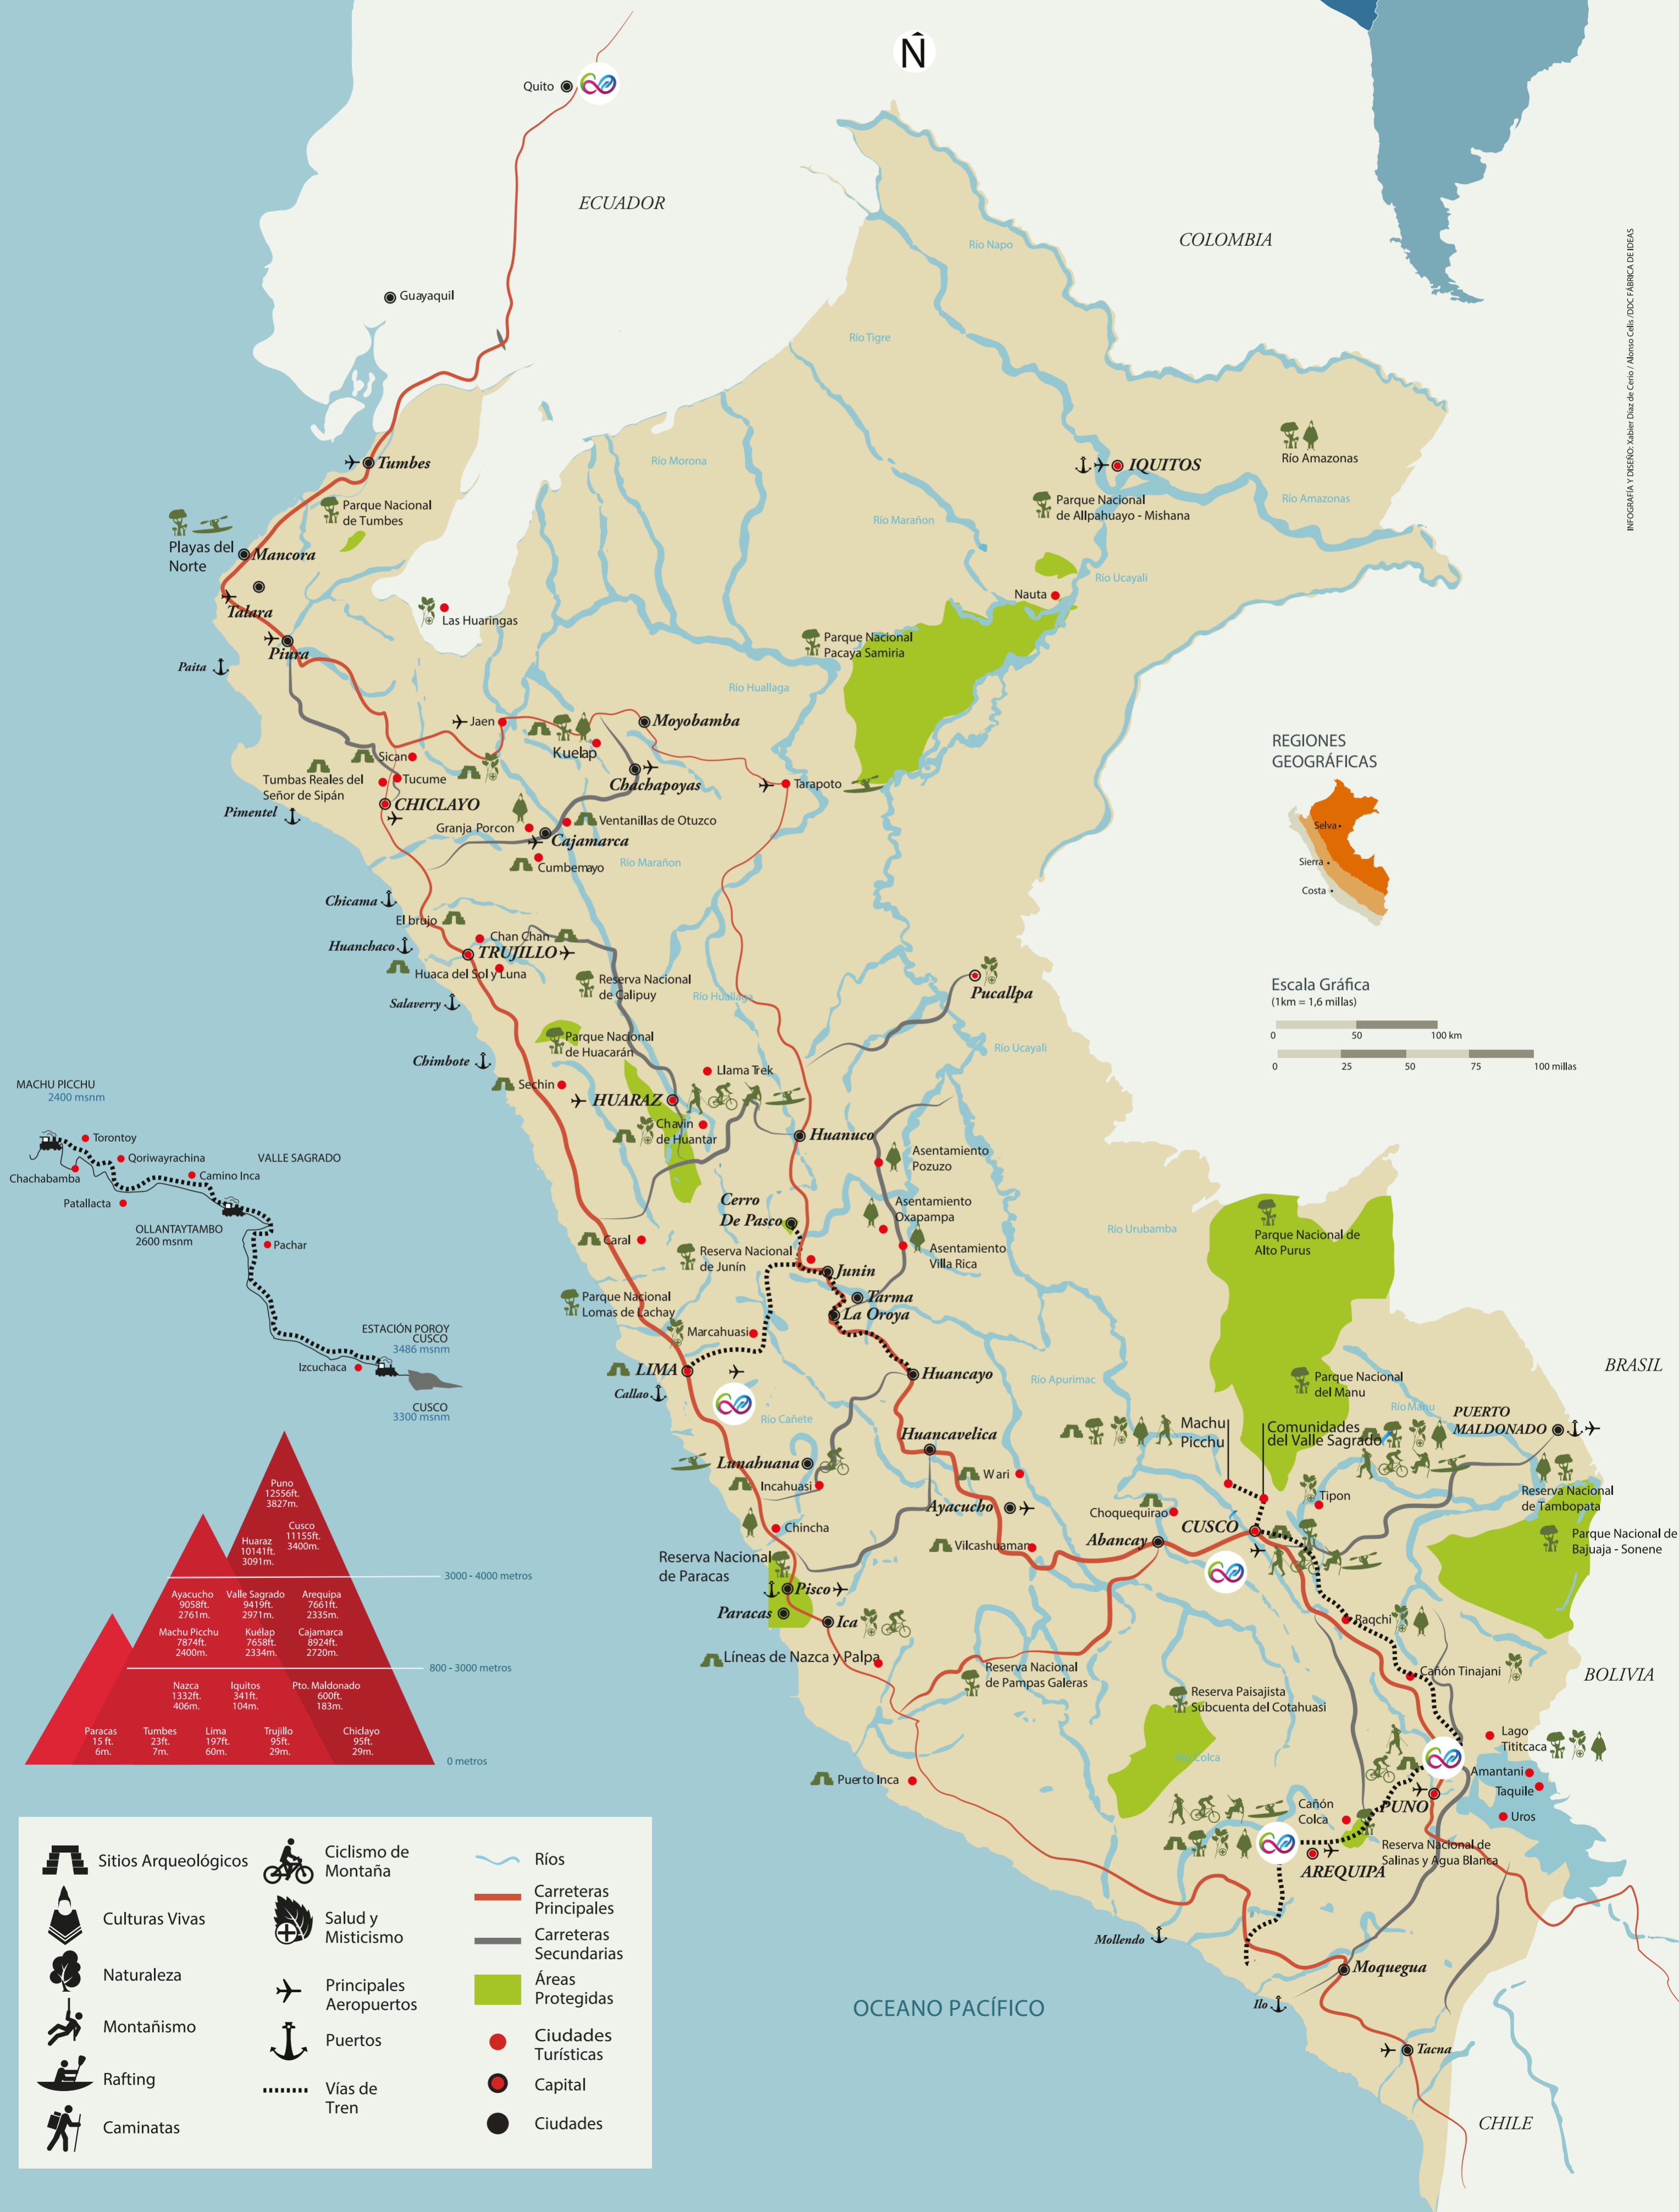 Quito
N
ECUADOR
COLOMBIA
Guayaquil
INFOGRAFÍA Y DISEÑO: Xabier Díaz de Cerio / Alonso Celis /DDC FÁBRICA DE IDEAS
Río Napo
Río Tigre
Río Morona
Río Marañon
Río Amazonas
Río Amazonas
IQUITOS
Parque Nacional
de Allpahuayo - Mishana
Río Ucayali
Nauta
Tumbes
Parque Nacional
de Tumbes
Playas del
Norte
Mancora
Talara
Piura
Paita
Las Huaringas
Parque Nacional
Pacaya Samiria
Río Huallaga
Jaen
Moyobamba
Kuelap
Chachapoyas
Tarapoto
Sican
Tucume
Tumbas Reales del
Señor de Sipán
CHICLAYO
Pimentel
Granja Porcon
Ventanillas de Otuzco
Cajamarca
Cumbemayo
Río Marañon
REGIONES
GEOGRÁFICAS
Selva
Sierra
Costa
Chicama
El brujo
Huanchaco
Chan Chan
TRUJILLO
Huaca del Sol y Luna
Salaverry
Reserva Nacional
de Calipuy
Río Huallaga
Pucallpa
Río Ucayali
Escala Gráfica
(1km = 1,6 millas)
0 50 100 km
0 25 50 75 100 millas
Parque Nacional
de Huacarán
Chimbote
Sechin
Llama Trek
HUARAZ
Chavin
de Huantar
Huanuco
Asentamiento
Pozuzo
Asentamiento
Oxapampa
Asentamiento
Villa Rica
Cerro
De Pasco
Caral
Reserva Nacional
de Junín
Junin
Tarma
La Oroya
Parque Nacional
Lomas de Lachay
Marcahuasi
LIMA
Callao
Huancayo
Río Urubamba
Río Apurimac
Río Cañete
Parque Nacional de
Alto Purus
Parque Nacional
del Manu
Río Manu
BRASIL
PUERTO
MALDONADO
Machu
Picchu
Comunidades
del Valle Sagrado
Reserva Nacional
de Tambopata
Parque Nacional de
Bajuaja - Sonene
Huancavelica
Lunahuana
Incahuasi
Wari
Ayacucho
Chincha
Vilcashuaman
Choquequirao
Abancay
CUSCO
Tipon
Reserva Nacional
de Paracas
Pisco
Paracas
Ica
Líneas de Nazca y Palpa
Reserva Nacional
de Pampas Galeras
Raqchi
Cañón Tinajani
BOLIVIA
Reserva Paisajista
Subcuenta del Cotahuasi
Río Colca
Puerto Inca
Lago
Tititcaca
Amantani
Taquile
Uros
PUNO
Cañón
Colca
Reserva Nacional de
Salinas y Agua Blanca
AREQUIPA
Mollendo
Moquegua
Ilo
Tacna
CHILE
OCEANO PACÍFICO
MACHU PICCHU
2400 msnm
Torontoy
Qoriwayrachina
VALLE SAGRADO
Chachabamba
Camino Inca
Patallacta
OLLANTAYTAMBO
2600 msnm
Pachar
ESTACIÓN POROY
CUSCO
3486 msnm
Izcuchaca
CUSCO
3300 msnm
Puno
12556ft.
3827m.
Cusco
11155ft.
3400m.
Huaraz
10141ft.
3091m.
3000 - 4000 metros
Ayacucho
9058ft.
2761m.
Valle Sagrado
9419ft.
2971m.
Arequipa
7661ft.
2335m.
Machu Picchu
7874ft.
2400m.
Kuélap
7658ft.
2334m.
Cajamarca
8924ft.
2720m.
800 - 3000 metros
Nazca
1332ft.
406m.
Iquitos
341ft.
104m.
Pto. Maldonado
600ft.
183m.
Paracas
15 ft.
6m.
Tumbes
23ft.
7m.
Lima
197ft.
60m.
Trujillo
95ft.
29m.
Chiclayo
95ft.
29m.
0 metros
Sitios Arqueológicos
Culturas Vivas
Naturaleza
Montañismo
Rafting
Caminatas
Ciclismo de
Montaña
Salud y
Misticismo
Principales
Aeropuertos
Puertos
Vías de
Tren
Ríos
Carreteras
Principales
Carreteras
Secundarias
Áreas
Protegidas
Ciudades
Turísticas
Capital
Ciudades